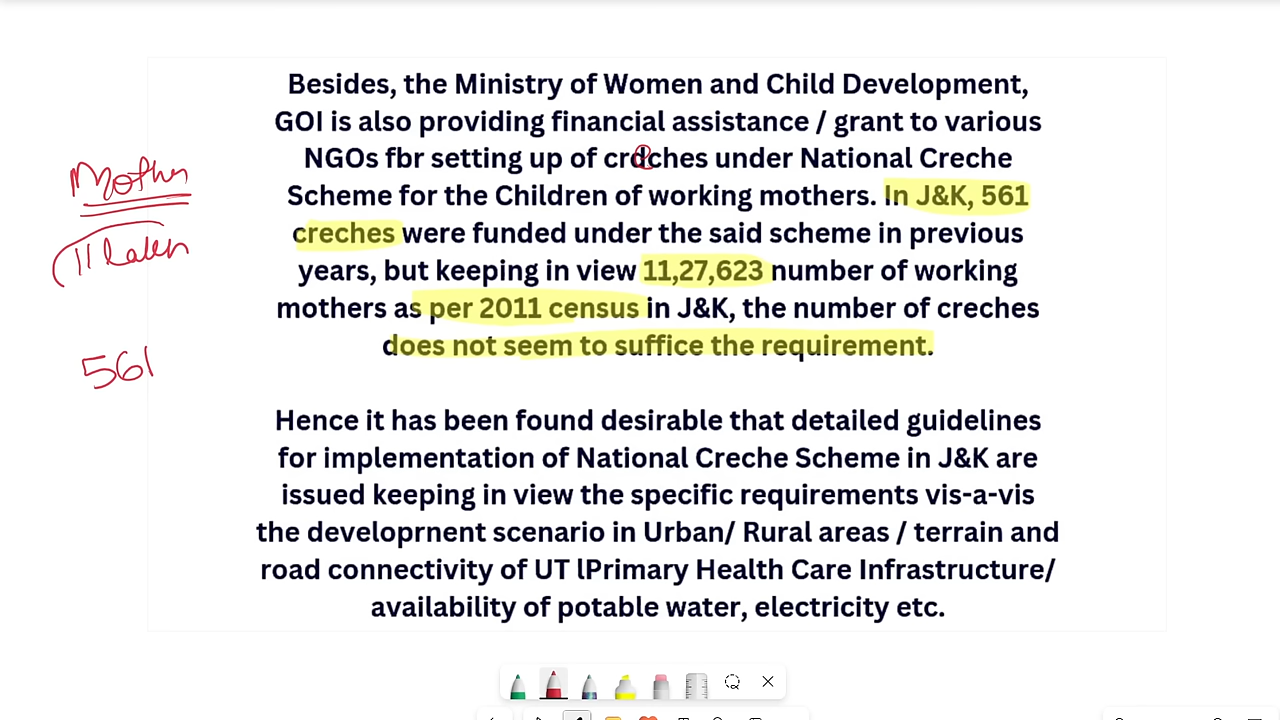 Besides, the Ministry of Women and Child Development,
GOI is also providing financial assistance / grant to various
NGOs fbr setting up of crdches under National Creche
Scheme for the Children of working mothers. In J&K, 561
creches were funded under the said scheme in previous
years, but keeping in view 11,27,623 number of working
mothers as per 2011 census in J&K, the number of creches
does not seem to suffice the requirement.
Hence it has been found desirable that detailed guidelines
for implementation of National Creche Scheme in J&K are
issued keeping in view the specific requirements vis-a-vis
the developrnent scenario in Urban/ Rural areas / terrain and
road connectivity of UT lPrimary Health Care Infrastructure/
availability of potable water, electricity etc.
Mother
11
561